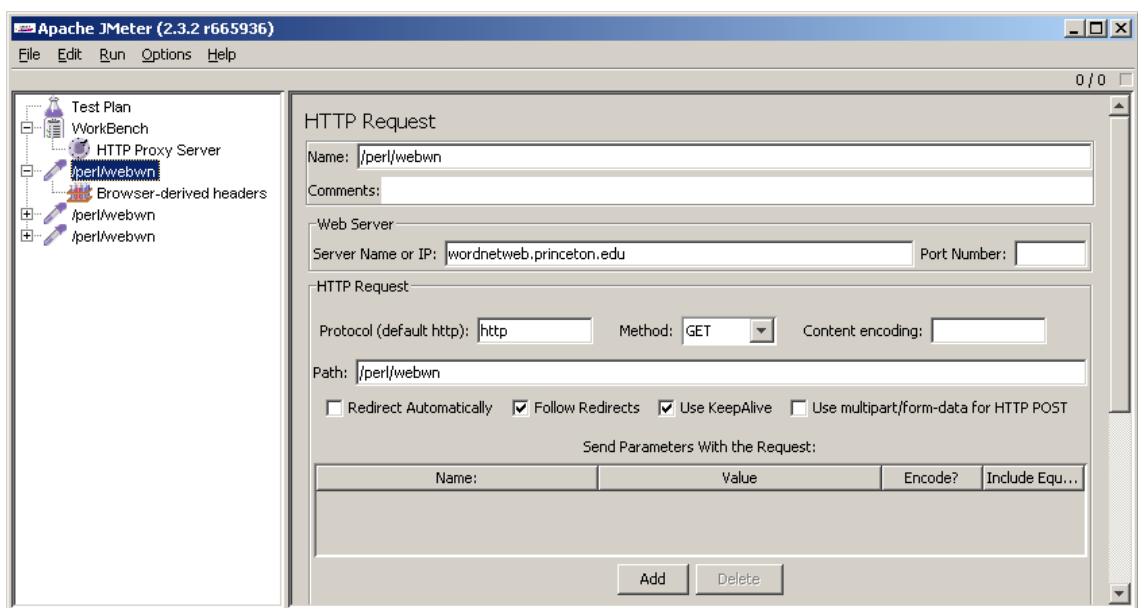 Apache JMeter (2.3.2 r665936)
File Edit Run Options Help
0 / 0
Test Plan
WorkBench
HTTP Proxy Server
/perl/webwn
Browser-derived headers
/perl/webwn
/perl/webwn
HTTP Request
Name: /perl/webwn
Comments:
Web Server
Server Name or IP: wordnetweb.princeton.edu Port Number:
HTTP Request
Protocol (default http): http Method: GET Content encoding:
Path: /perl/webwn
Redirect Automatically Follow Redirects Use KeepAlive Use multipart/form-data for HTTP POST
Send Parameters With the Request:
Name: Value Encode? Include Equ...
Add Delete